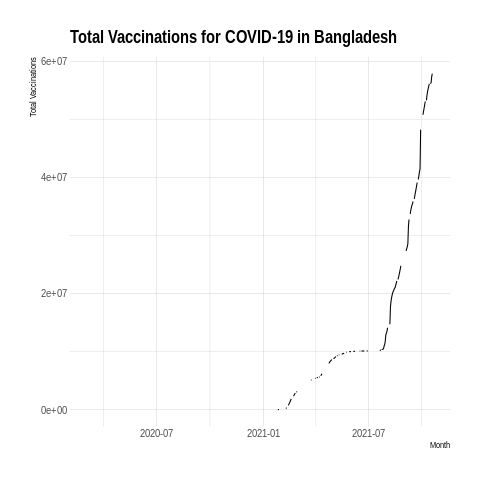 Total Vaccinations for COVID-19 in Bangladesh
Total Vaccinations
6e+07
4e+07
2e+07
0e+00
2020-07 2021-01 2021-07
Month